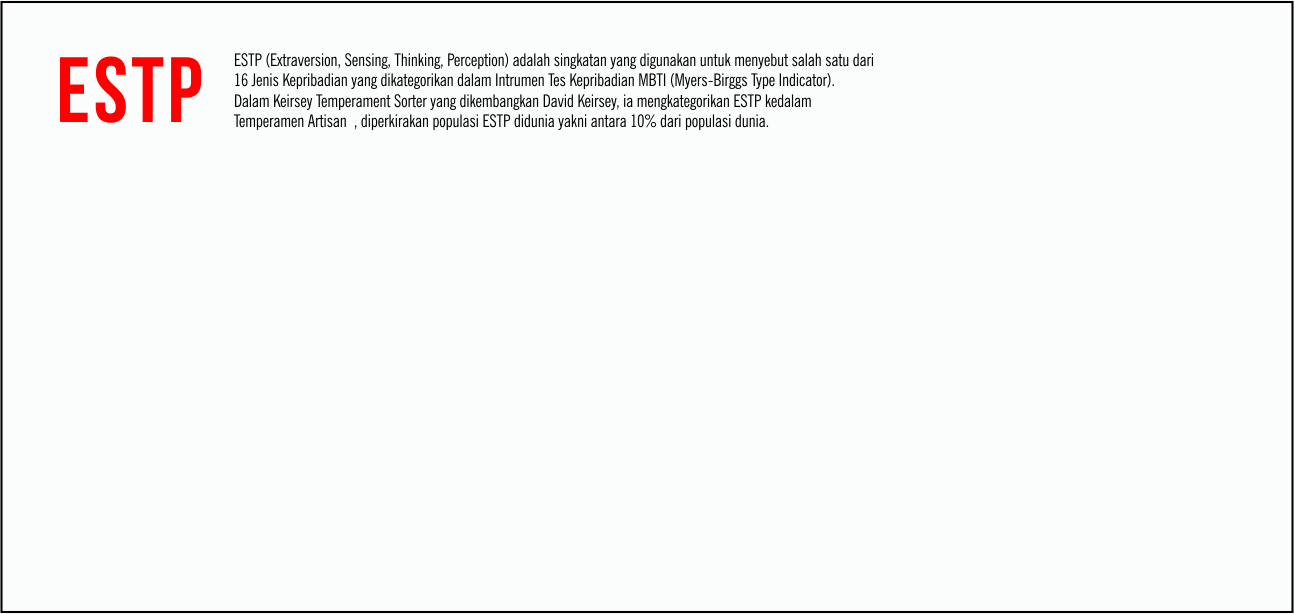 ESTP
ESTP (Extraversion, Sensing, Thinking, Perception) adalah singkatan yang digunakan untuk menyebut salah satu dari
16 Jenis Kepribadian yang dikategorikan dalam Intrumen Tes Kepribadian MBTI (Myers-Birggs Type Indicator).
Dalam Keirsey Temperament Sorter yang dikembangkan David Keirsey, ia mengkategorikan ESTP kedalam
Temperamen Artisan , diperkirakan populasi ESTP didunia yakni antara 10% dari populasi dunia.